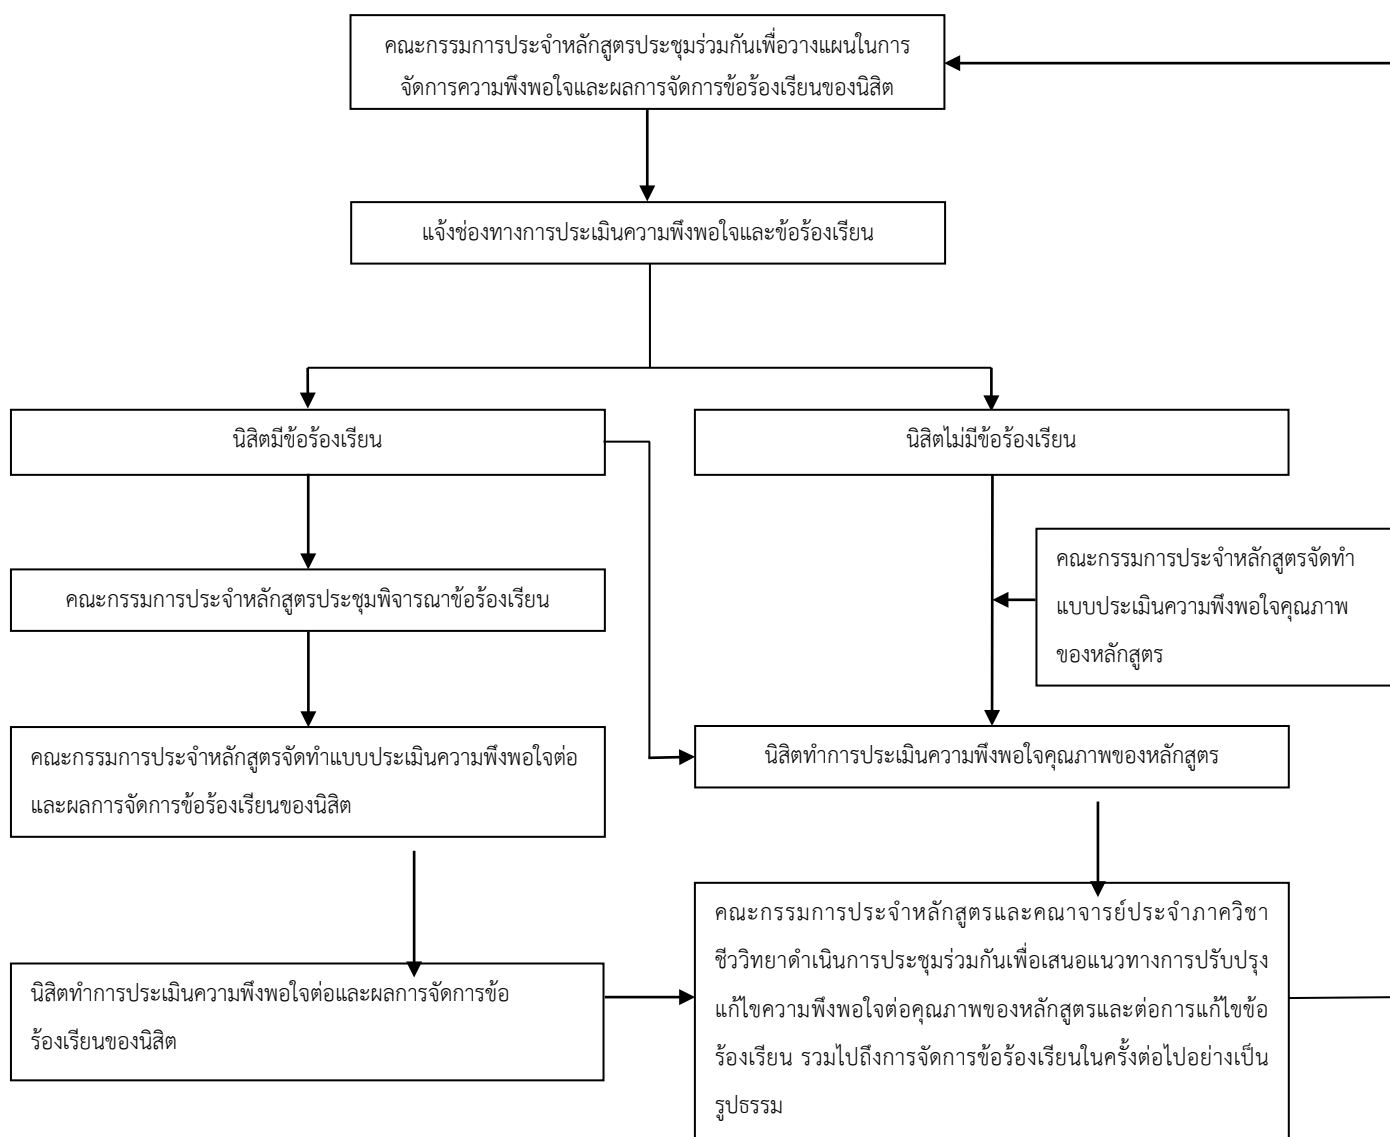 คณะกรรมการประจำหลักสูตรประชุมร่วมกันเพื่อวางแผนในการ
จัดการความพึงพอใจและผลการจัดการข้อร้องเรียนของนิสิต
แจ้งช่องทางการประเมินความพึงพอใจและข้อร้องเรียน
นิสิตมีข้อร้องเรียน
นิสิตไม่มีข้อร้องเรียน
คณะกรรมการประจำหลักสูตรประชุมพิจารณาข้อร้องเรียน
คณะกรรมการประจำหลักสูตรจัดทำ
แบบประเมินความพึงพอใจคุณภาพ
ของหลักสูตร
คณะกรรมการประจำหลักสูตรจัดทำแบบประเมินความพึงพอใจต่อ
และผลการจัดการข้อร้องเรียนของนิสิต
นิสิตทำการประเมินความพึงพอใจคุณภาพของหลักสูตร
นิสิตทำการประเมินความพึงพอใจต่อและผลการจัดการข้อ
ร้องเรียนของนิสิต
คณะกรรมการประจำหลักสูตรและคณาจารย์ประจำภาควิชา
ชีววิทยาดำเนินการประชุมร่วมกันเพื่อเสนอแนวทางการปรับปรุง
แก้ไขความพึงพอใจต่อคุณภาพของหลักสูตรและต่อการแก้ไขข้อ
ร้องเรียน รวมไปถึงการจัดการข้อร้องเรียนในครั้งต่อไปอย่างเป็น
รูปธรรม